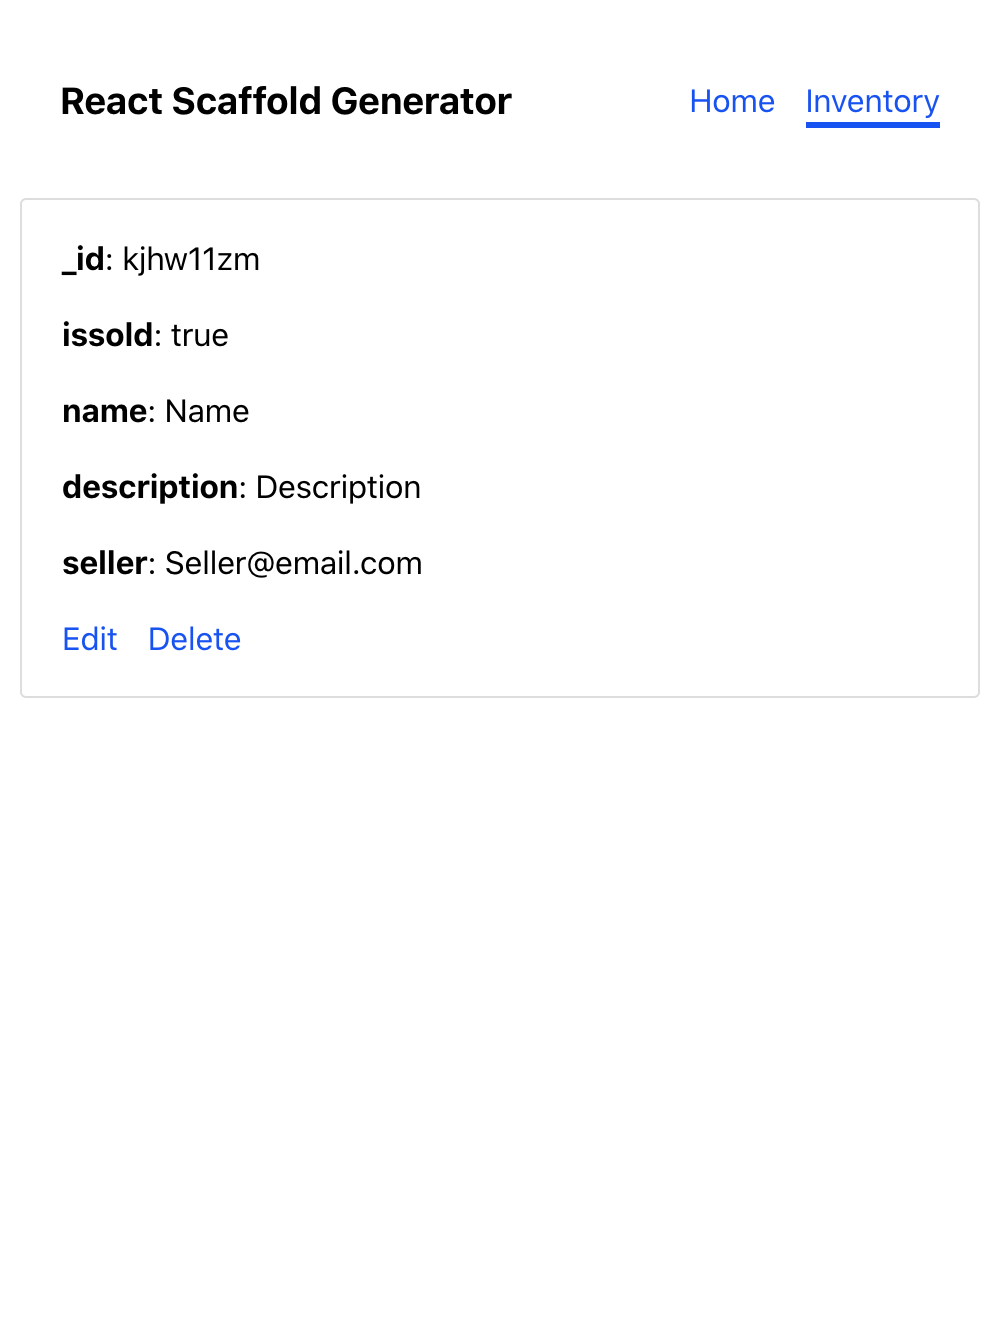 React Scaffold Generator
Home Inventory
_id: kjhw11zm
issold: true
name: Name
description: Description
seller: Seller@email.com
Edit Delete